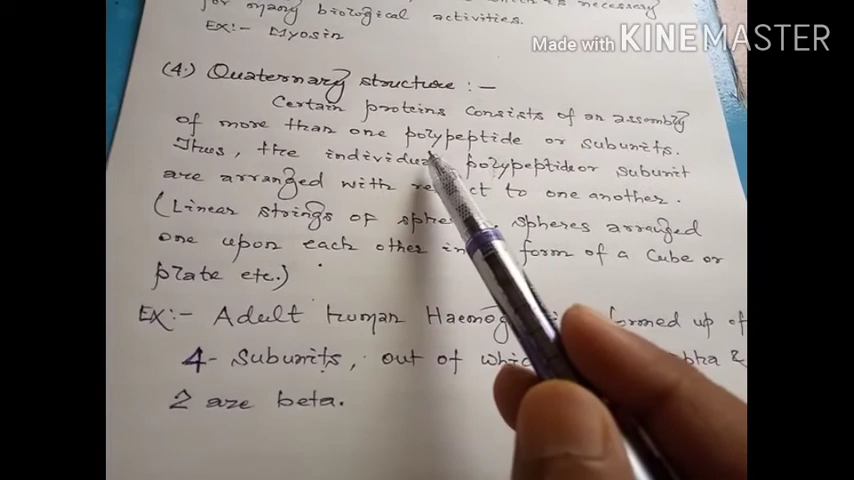 for many biological activities. necessary
Ex:- Myosin
Made with KINEMASTER
(4.) Quaternary structure :-
Certain proteins consists of an assembly
of more than one polypeptide or subunits.
Thus, the individual polypeptide or subunit
are arranged with to one another.
(Linear strings of spheres arranged
one upon each other in form of a Cube or
plate etc.)
Ex:- Adult human formed up of
4- Subunits, out of &
2 are beta.